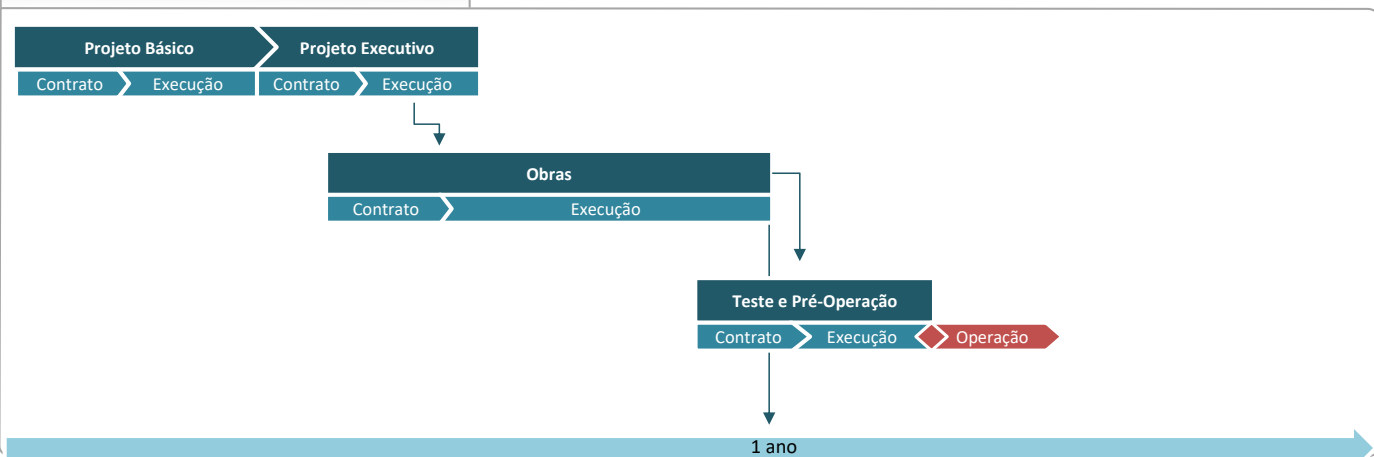 Projeto Básico Projeto Executivo
Contrato Execução Contrato Execução
Obras
Contrato Execução
Teste e Pré-Operação
Contrato Execução Operação
1 ano